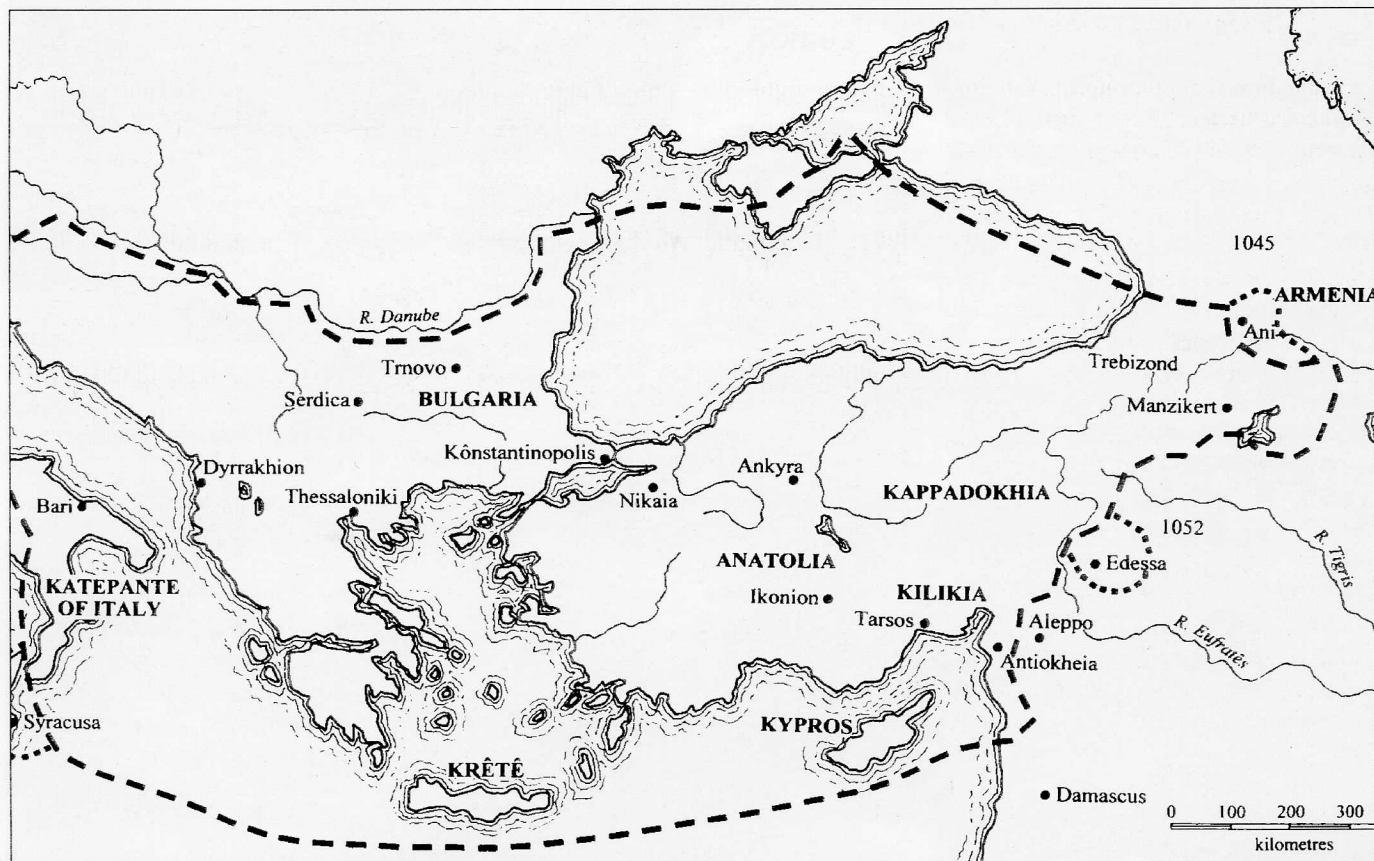 1045
ARMENIA
Ani
R. Danube
Trebizond
Trnovo
Serdica
BULGARIA
Manzikert
Kônstantinopolis
Dyrrakhion
Ankyra
Thessaloniki
Nikaia
KAPPADOKHIA
Bari
1052
R. Tigris
ANATOLIA
Edessa
KATEPANTE
OF ITALY
Ikonion
KILIKIA
Tarsos
Aleppo
R. Eufratês
Antiokheia
Syracusa
KYPROS
KRÊTÊ
Damascus
0 100 200 300
kilometres